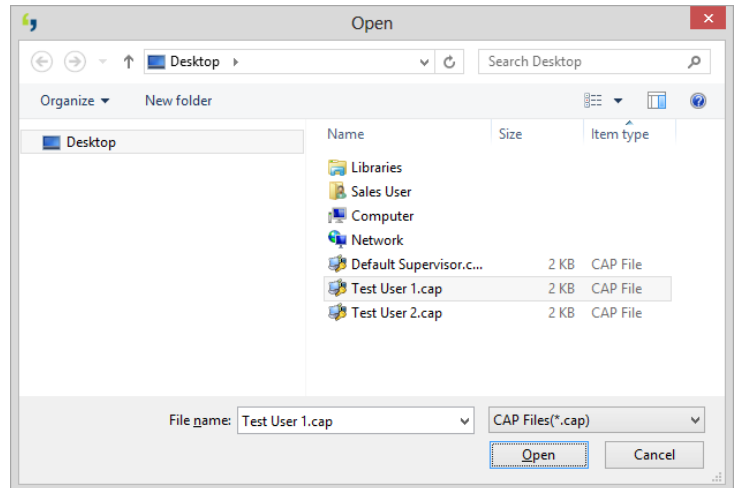 Open
Desktop
Search Desktop
Organize
New folder
Desktop
Name Size Item type
Libraries
Sales User
Computer
Network
Default Supervisor.c... 2 KB CAP File
Test User 1.cap 2 KB CAP File
Test User 2.cap 2 KB CAP File
File name: Test User 1.cap CAP Files(*.cap)
Open Cancel